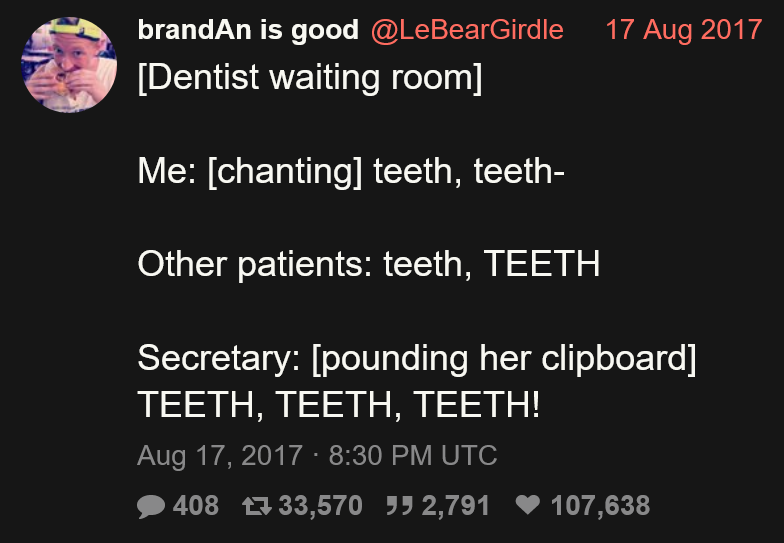 brandAn is good @LeBearGirdle 17 Aug 2017
[Dentist waiting room]
Me: [chanting] teeth, teeth-
Other patients: teeth, TEETH
Secretary: [pounding her clipboard]
TEETH, TEETH, TEETH!
Aug 17, 2017 · 8:30 PM UTC
408 33,570 2,791 107,638